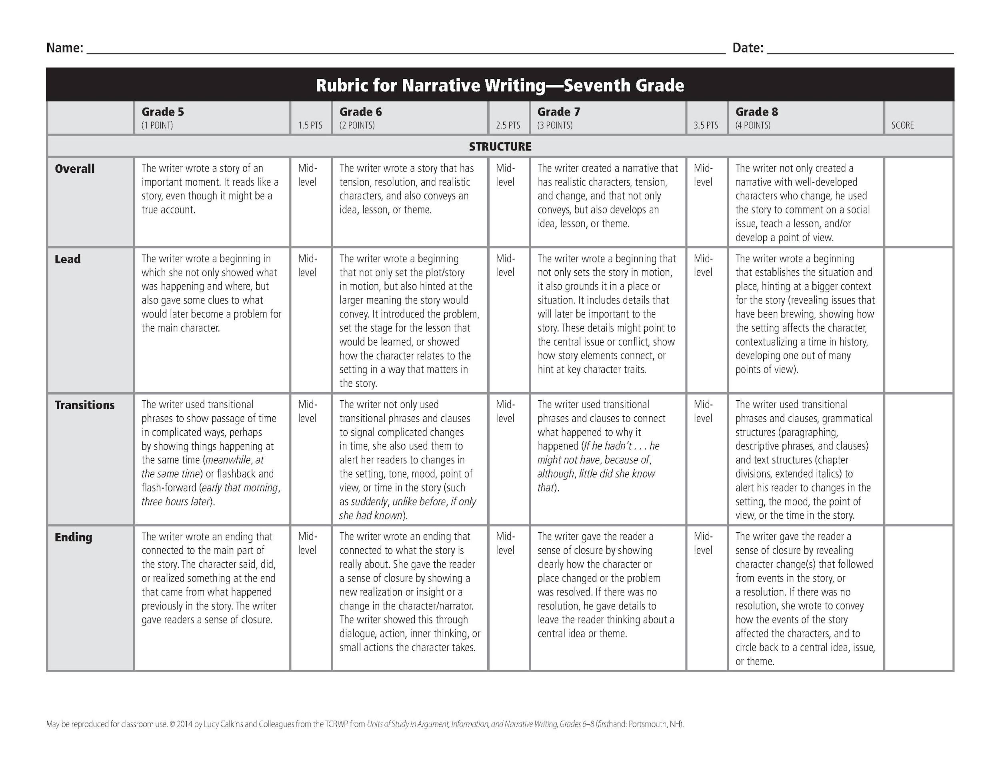 Name: Date:
Rubric for Narrative Writing—Seventh Grade
Grade 5
(1 POINT)
1.5 PTS
Grade 6
(2 POINTS)
2.5 PTS
Grade 7
(3 POINTS)
3.5 PTS
Grade 8
(4 POINTS)
SCORE
STRUCTURE
Overall
The writer wrote a story of an
important moment. It reads like a
story, even though it might be a
true account.
Mid-
level
The writer wrote a story that has
tension, resolution, and realistic
characters, and also conveys an
idea, lesson, or theme.
Mid-
level
The writer created a narrative that
has realistic characters, tension,
and change, and that not only
conveys, but also develops an
idea, lesson, or theme.
Mid-
level
The writer not only created a
narrative with well-developed
characters who change, he used
the story to comment on a social
issue, teach a lesson, and/or
develop a point of view.
Lead
The writer wrote a beginning in
which she not only showed what
was happening and where, but
also gave some clues to what
would later become a problem for
the main character.
Mid-
level
The writer wrote a beginning
that not only set the plot/story
in motion, but also hinted at the
larger meaning the story would
convey. It introduced the problem,
set the stage for the lesson that
would be learned, or showed
how the character relates to the
setting in a way that matters in
the story.
Mid-
level
The writer wrote a beginning that
not only sets the story in motion,
it also grounds it in a place or
situation. It includes details that
will later be important to the
story. These details might point to
the central issue or conflict, show
how story elements connect, or
hint at key character traits.
Mid-
level
The writer wrote a beginning
that establishes the situation and
place, hinting at a bigger context
for the story (revealing issues that
have been brewing, showing how
the setting affects the character,
contextualizing a time in history,
developing one out of many
points of view).
Transitions
The writer used transitional
phrases to show passage of time
in complicated ways, perhaps
by showing things happening at
the same time (meanwhile, at
the same time) or flashback and
flash-forward (early that morning,
three hours later).
Mid-
level
The writer not only used
transitional phrases and clauses
to signal complicated changes
in time, she also used them to
alert her readers to changes in
the setting, tone, mood, point of
view, or time in the story (such
as suddenly, unlike before, if only
she had known).
Mid-
level
The writer used transitional
phrases and clauses to connect
what happened to why it
happened (If he hadn't . . . he
might not have, because of,
although, little did she know
that).
Mid-
level
The writer used transitional
phrases and clauses, grammatical
structures (paragraphing,
descriptive phrases, and clauses)
and text structures (chapter
divisions, extended italics) to
alert his reader to changes in the
setting, the mood, the point of
view, or the time in the story.
Ending
The writer wrote an ending that
connected to the main part of
the story. The character said, did,
or realized something at the end
that came from what happened
previously in the story. The writer
gave readers a sense of closure.
Mid-
level
The writer wrote an ending that
connected to what the story is
really about. She gave the reader
a sense of closure by showing a
new realization or insight or a
change in the character/narrator.
The writer showed this through
dialogue, action, inner thinking, or
small actions the character takes.
Mid-
level
The writer gave the reader a
sense of closure by showing
clearly how the character or
place changed or the problem
was resolved. If there was no
resolution, he gave details to
leave the reader thinking about a
central idea or theme.
Mid-
level
The writer gave the reader a
sense of closure by revealing
character change(s) that followed
from events in the story, or
a resolution. If there was no
resolution, she wrote to convey
how the events of the story
affected the characters, and to
circle back to a central idea, issue,
or theme.
May be reproduced for classroom use. © 2014 by Lucy Calkins and Colleagues from the TCRWP from Units of Study in Argument, Information, and Narrative Writing, Grades 6–8 (firsthand: Portsmouth, NH).